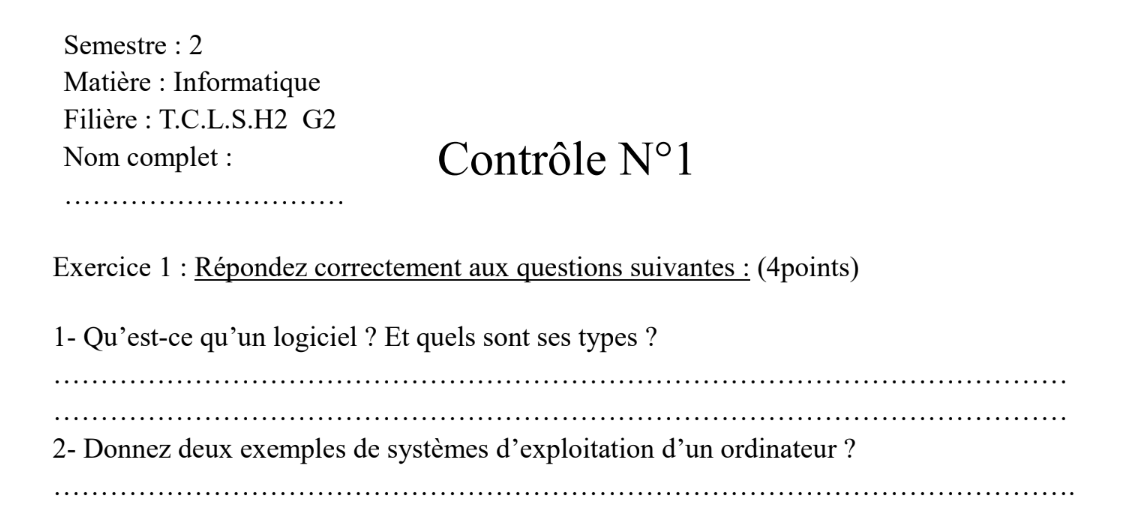 Semestre : 2
Matière : Informatique
Filière : T.C.L.S.H2  G2
Nom complet :
Contrôle N°1
…………………………
Exercice 1 : Répondez correctement aux questions suivantes : (4points)
1- Qu’est-ce qu’un logiciel ? Et quels sont ses types ?
………………………………………………………………………………………………
………………………………………………………………………………………………
2- Donnez deux exemples de systèmes d’exploitation d’un ordinateur ?
……………………………………………………………………………………………….